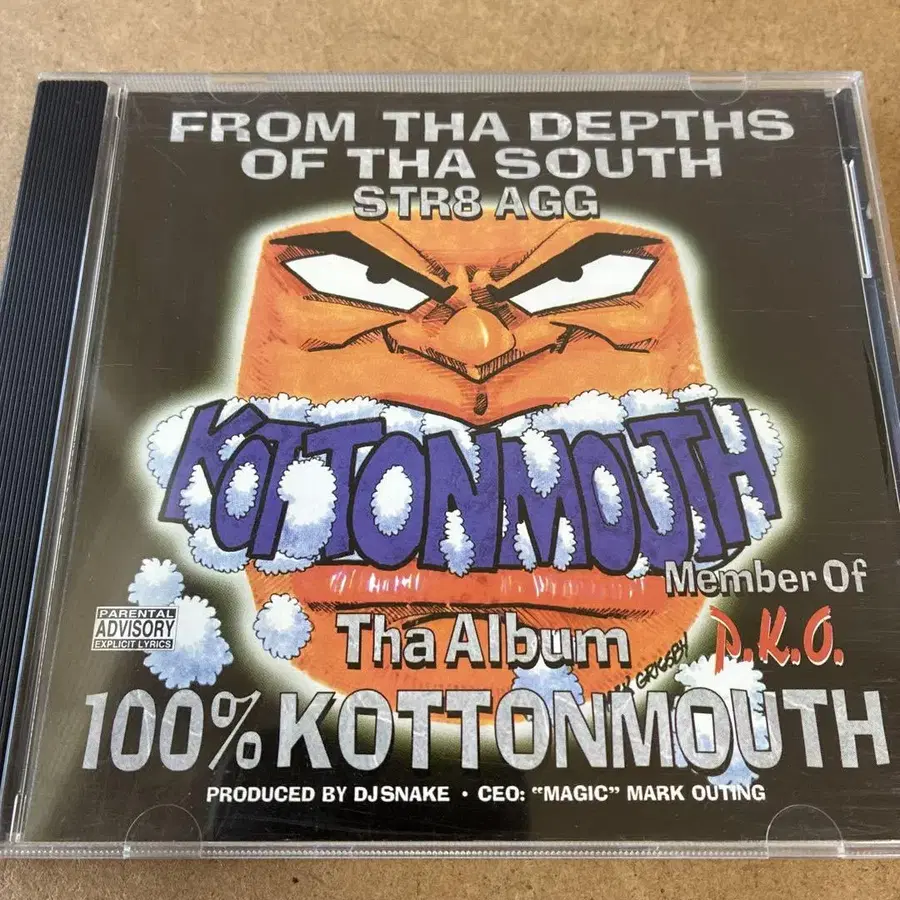 FROM THA DEPTHS
OF THA SOUTH
STR8 AGG
KOTTONMOUTH
Member Of
P.K.O.
PARENTAL
ADVISORY
EXPLICIT LYRICS
Tha Album
GRIGSBY
100% KOTTONMOUTH
PRODUCED BY DJ SNAKE • CEO: "MAGIC" MARK OUTING